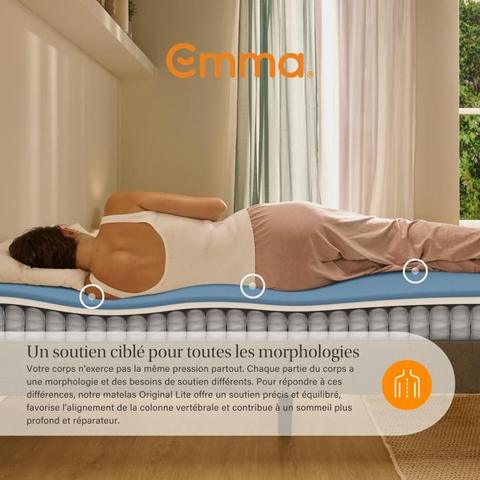 emma®
Un soutien ciblé pour toutes les morphologies
Votre corps n'exerce pas la même pression partout. Chaque partie du corps a
une morphologie et des besoins de soutien différents. Pour répondre à ces
différences, notre matelas Original Lite offre un soutien précis et équilibré,
favorise l'alignement de la colonne vertébrale et contribue à un sommeil plus
profond et réparateur.